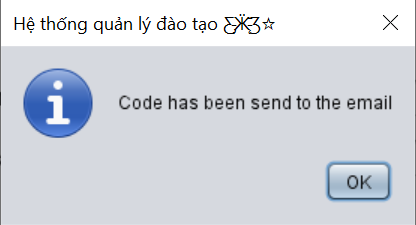 Hệ thống quản lý đào tạo Ƹ̵̡Ӝ̵̨̄Ʒ☆
Code has been send to the email
OK